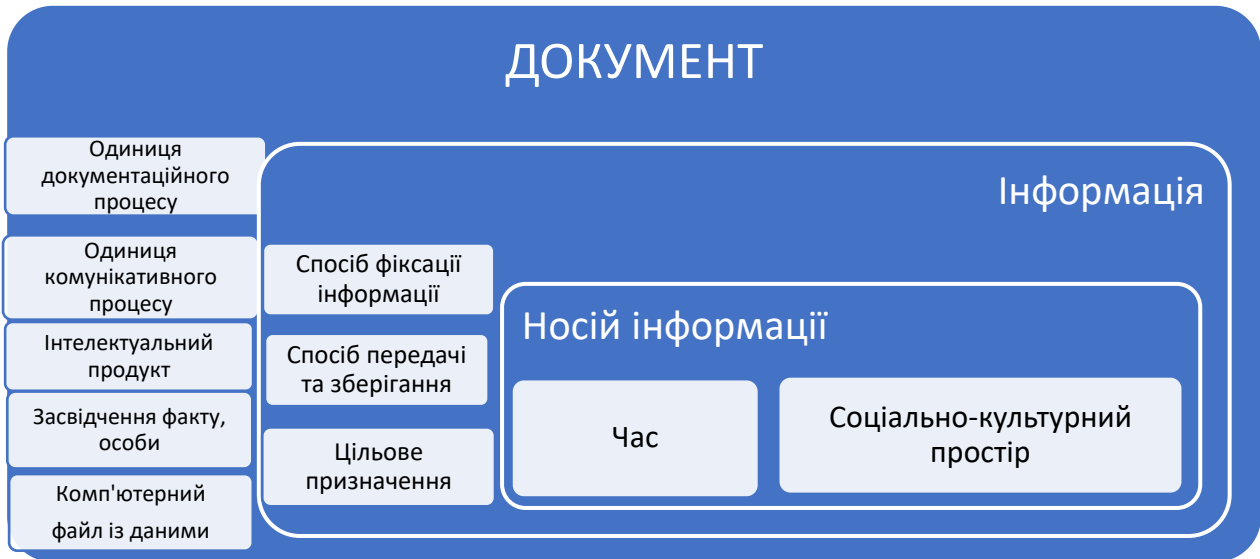 ДОКУМЕНТ
Одиниця
документаційного
процесу
Інформація
Одиниця
комунікативного
процесу
Спосіб фіксації
інформації
Носій інформації
Інтелектуальний
продукт
Спосіб передачі
та зберігання
Засвідчення факту,
особи
Час
Соціально-культурний
простір
Цільове
призначення
Комп'ютерний
файл із даними